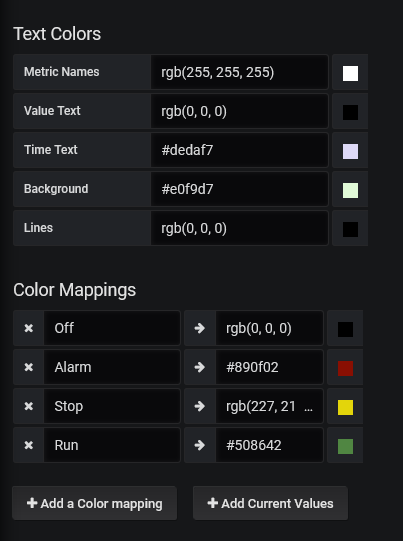 Text Colors
Metric Names rgb(255, 255, 255)
Value Text rgb(0, 0, 0)
Time Text #dedaf7
Background #e0f9d7
Lines rgb(0, 0, 0)
Color Mappings
✖ Off → rgb(0, 0, 0)
✖ Alarm → #890f02
✖ Stop → rgb(227, 21 ...
✖ Run → #508642
+ Add a Color mapping + Add Current Values